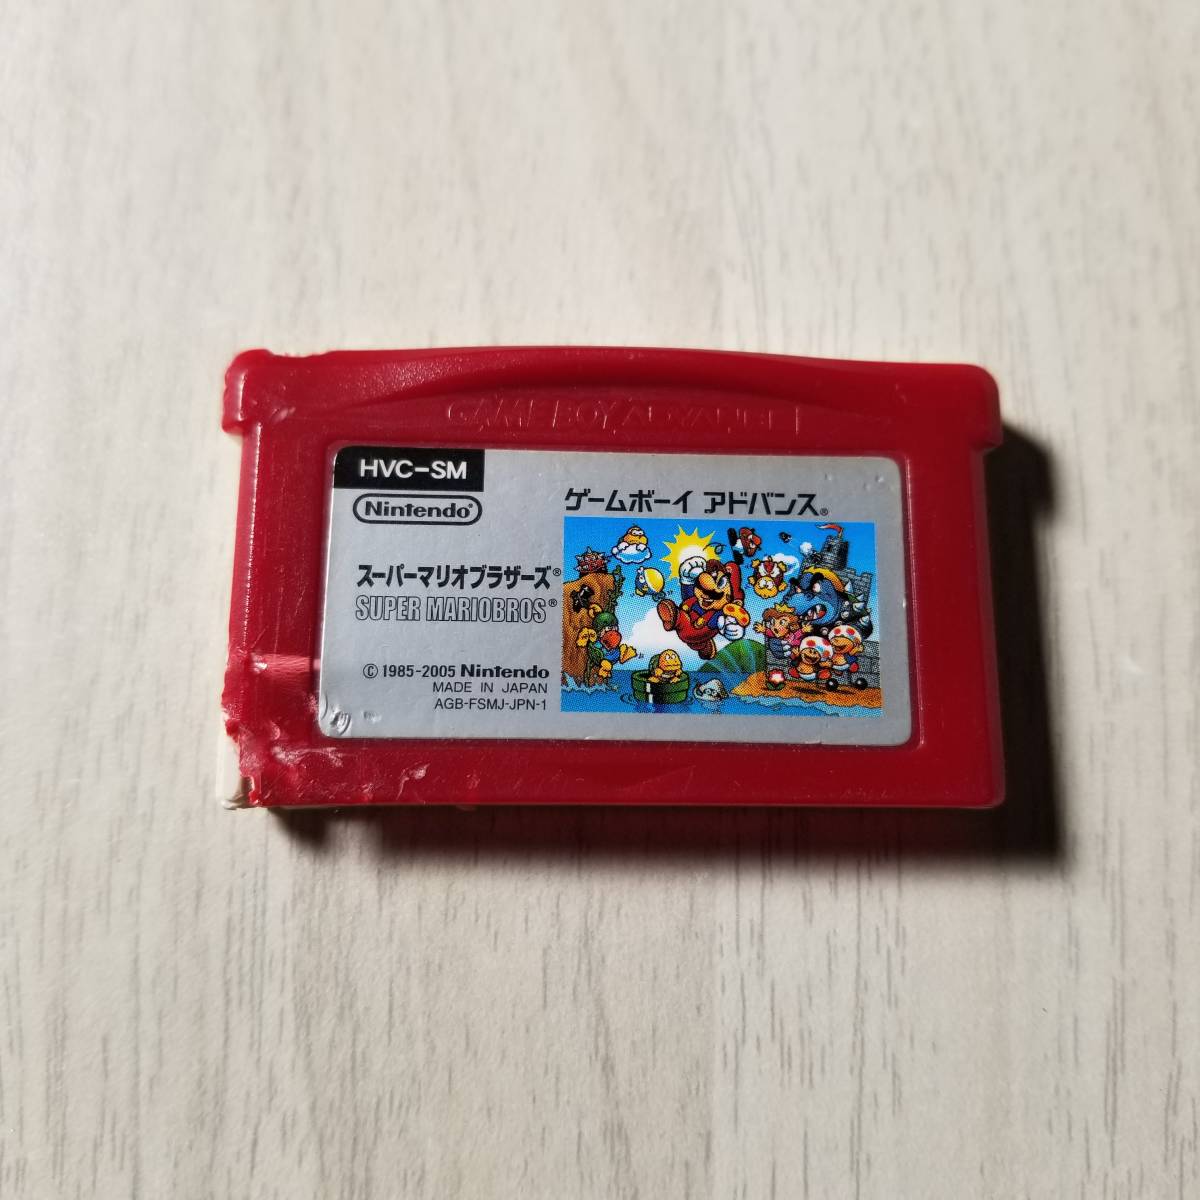 GAME BOY ADVANCE
HVC-SM
Nintendo®
ゲームボーイ アドバンス®
スーパーマリオブラザーズ®
SUPER MARIOBROS®
© 1985-2005 Nintendo
MADE IN JAPAN
AGB-FSMJ-JPN-1